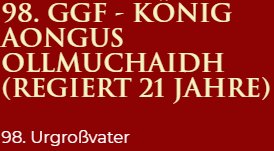 98. GGF - KÖNIG
AONGUS
OLLMUCHAIDH
(REGIERT 21 JAHRE)
98. Urgroßvater